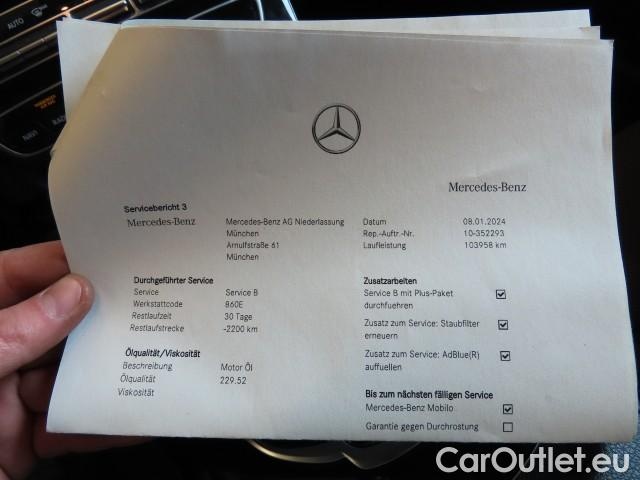 AUTO
NAVI
Mercedes-Benz
Servicebericht 3
Mercedes-Benz
Mercedes-Benz AG Niederlassung
München
Arnulfstraße 61
München
Datum 08.01.2024
Rep.-Auftr.-Nr. 10-352293
Laufleistung 103958 km
Durchgeführter Service
Service Service B
Werkstattcode 860E
Restlaufzeit 30 Tage
Restlaufstrecke -2200 km
Ölqualität/Viskosität
Beschreibung Motor Öl
Ölqualität 229.52
Viskosität
Zusatzarbeiten
Service B mit Plus-Paket
durchfuehren
Zusatz zum Service: Staubfilter
erneuern
Zusatz zum Service: AdBlue(R)
auffuellen
Bis zum nächsten fälligen Service
Mercedes-Benz Mobilo
Garantie gegen Durchrostung
CarOutlet.eu